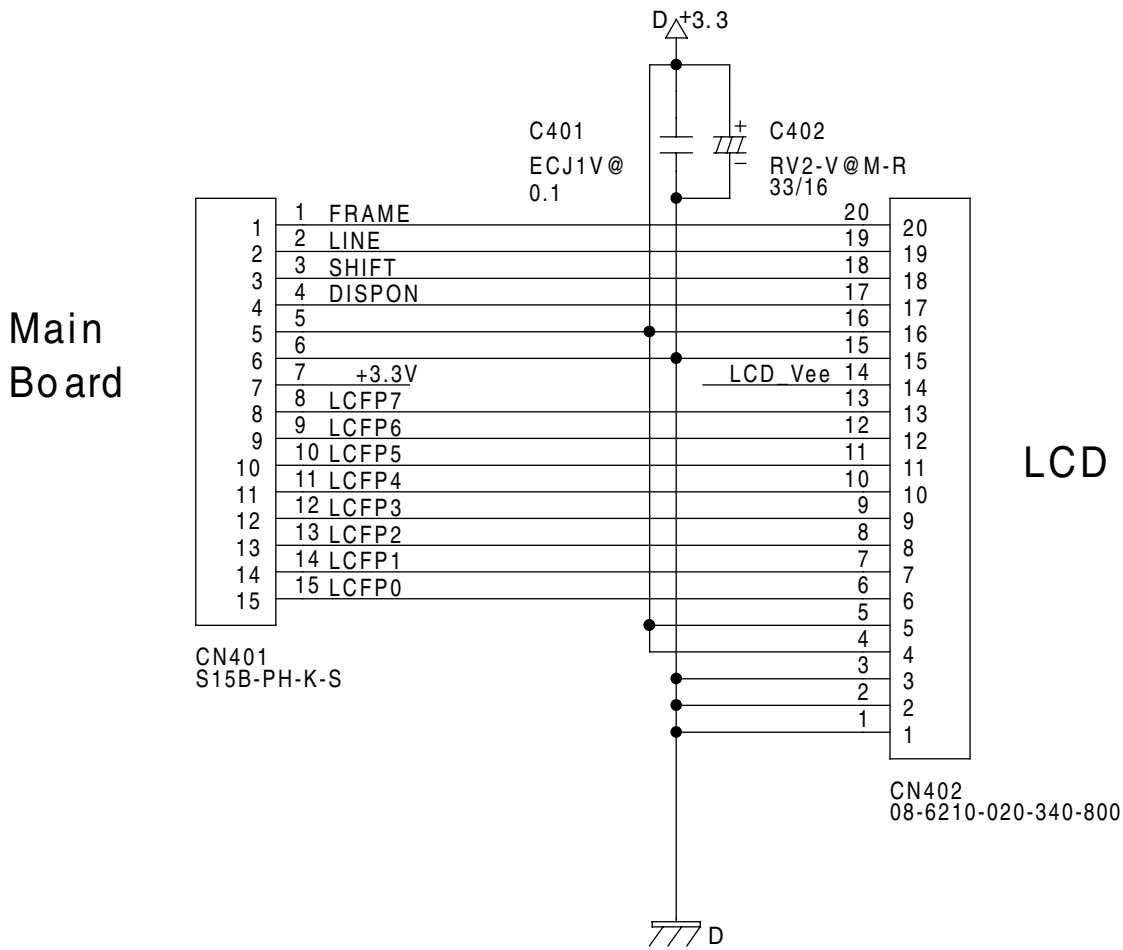 D +3.3
C401
ECJ1V@
0.1
C402
RV2-V@M-R
33/16
Main
Board
1 1 FRAME 20 20
2 2 LINE 19 19
3 3 SHIFT 18 18
4 4 DISPON 17 17
5 5 16 16
6 6 15 15
7 7 +3.3V LCD_Vee 14 14
8 8 LCFP7 13 13
9 9 LCFP6 12 12
10 10 LCFP5 11 11
11 11 LCFP4 10 10
12 12 LCFP3 9 9
13 13 LCFP2 8 8
14 14 LCFP1 7 7
15 15 LCFP0 6 6
5 5
4 4
3 3
2 2
1 1
LCD
CN401
S15B-PH-K-S
CN402
08-6210-020-340-800
D